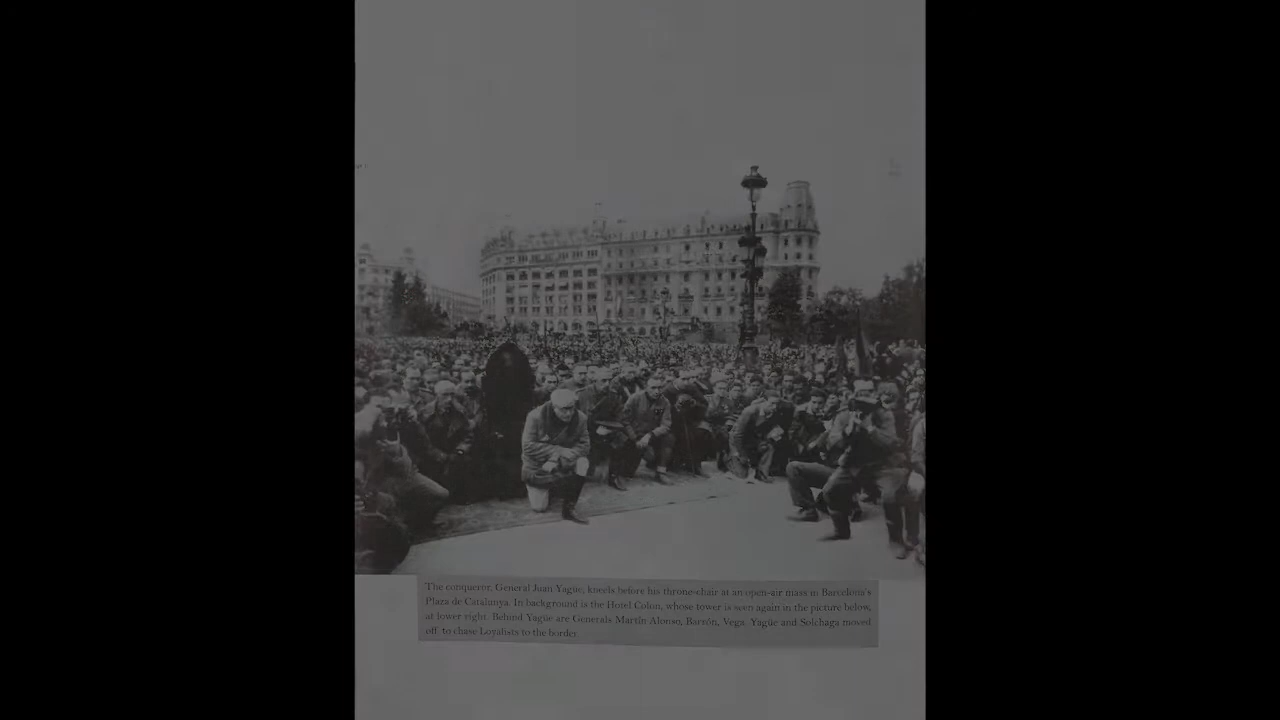 The conqueror, General Juan Yagüe, kneels before his throne-chair at an open-air mass in Barcelona's
Plaza de Catalunya. In background is the Hotel Colon, whose tower is seen again in the picture below,
at lower right. Behind Yagüe are Generals Martín Alonso, Barrón, Vega. Yagüe and Solchaga moved
off to chase Loyalists to the border.